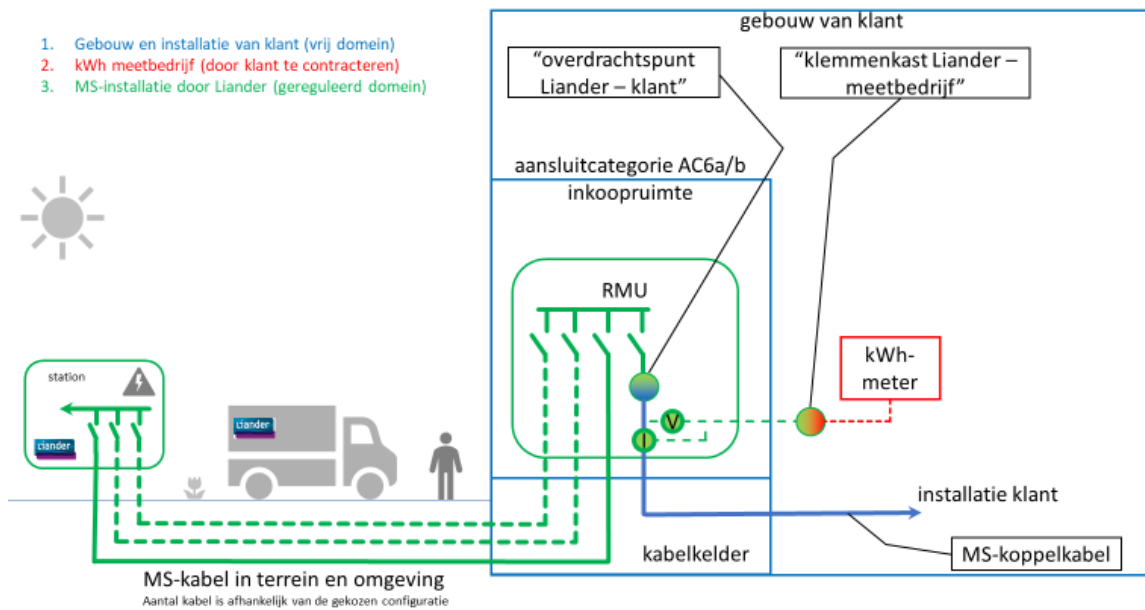 gebouw van klant
1. Gebouw en installatie van klant (vrij domein)
2. kWh meetbedrijf (door klant te contracteren)
3. MS-installatie door Liander (gereguleerd domein)
“overdrachtspunt
Liander – klant”
“klemmenkast Liander –
meetbedrijf”
aansluitcategorie AC6a/b
inkoopruimte
RMU
kWh-
meter
station
Liander
Liander
V
I
installatie klant
kabelkelder
MS-koppelkabel
MS-kabel in terrein en omgeving
Aantal kabel is afhankelijk van de gekozen configuratie